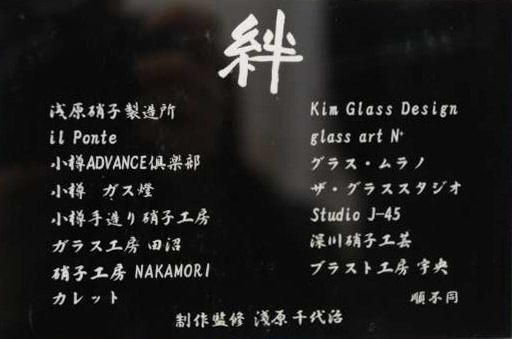 絆
浅原硝子製造所
il Ponte
小樽ADVANCE倶楽部
小樽 ガス燈
小樽手造り硝子工房
ガラス工房 田沼
硝子工房 NAKAMORI
カレット
Kim Glass Design
glass art N°
グラス・ムラノ
ザ・グラススタジオ
Studio J-45
深川硝子工芸
ブラスト工房 宇央
順不同
制作監修 浅原千代治